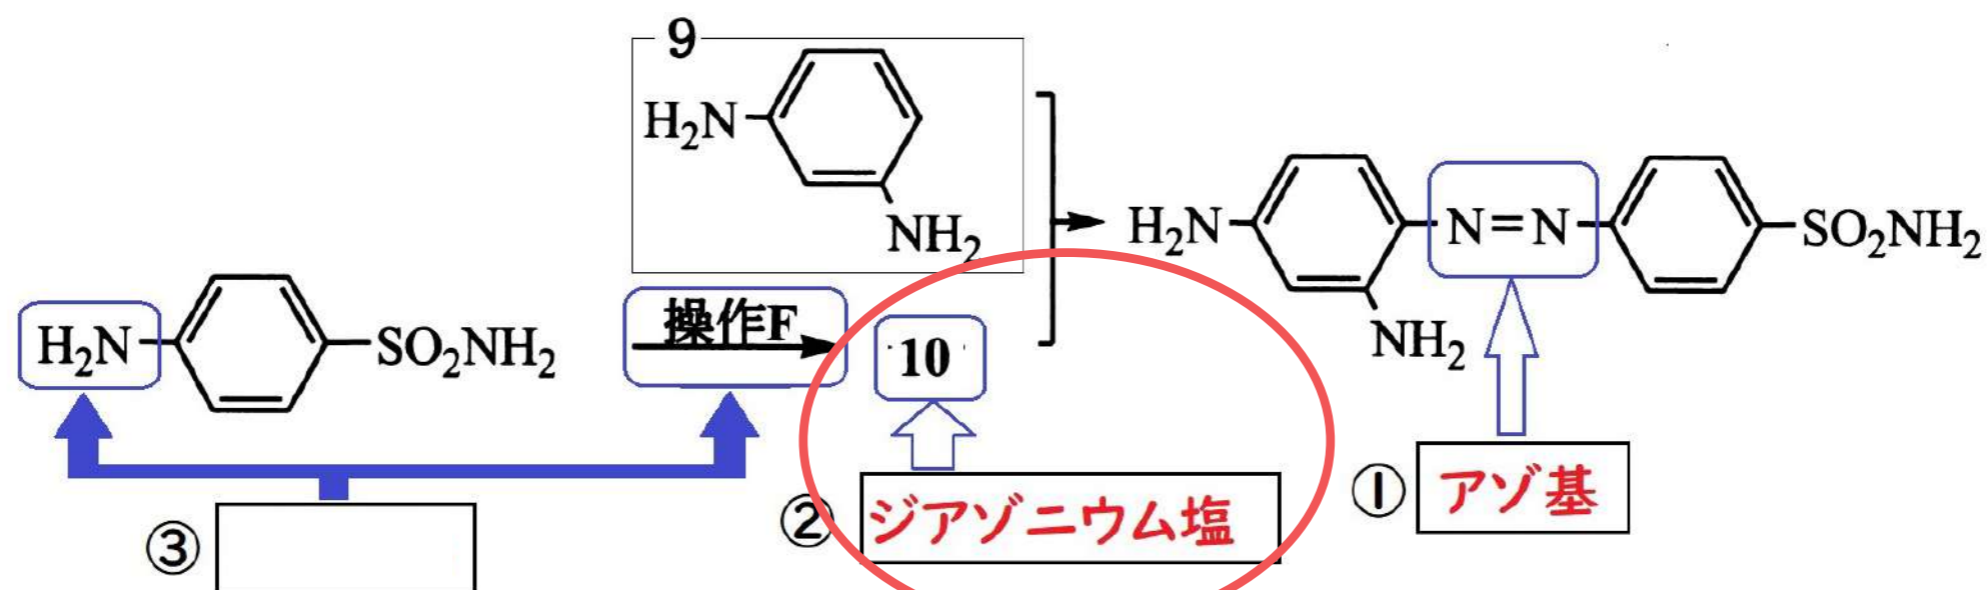 9
H₂N
NH₂
H₂N
N=N
SO₂NH₂
NH₂
H₂N
SO₂NH₂
操作F
10
① アゾ基
② ジアゾニウム塩
③